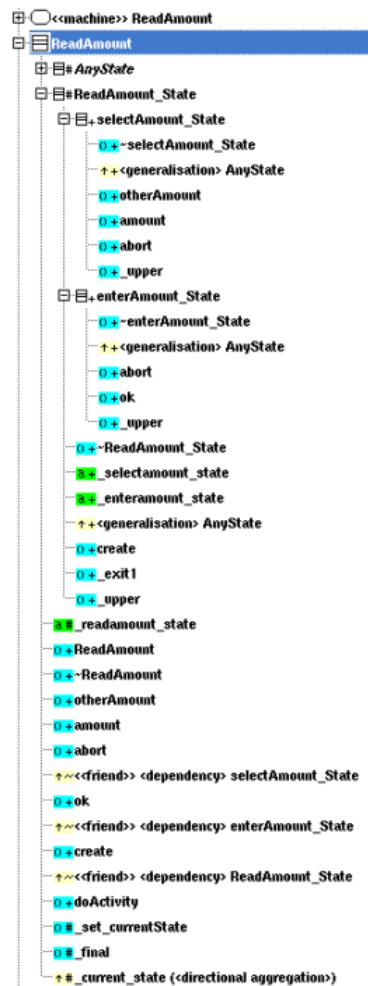 <<machine>> ReadAmount
ReadAmount
# AnyState
#ReadAmount_State
+selectAmount_State
o +~selectAmount_State
↑+<generalisation> AnyState
o +otherAmount
o +amount
o +abort
o +_upper
+enterAmount_State
o +~enterAmount_State
↑+<generalisation> AnyState
o +abort
o +ok
o +_upper
o +~ReadAmount_State
a +_selectamount_state
a +_enteramount_state
↑+<generalisation> AnyState
o +create
o +_exit1
o +_upper
a #_readamount_state
o +ReadAmount
o +~ReadAmount
o +otherAmount
o +amount
o +abort
↑~<<friend>> <dependency> selectAmount_State
o +ok
↑~<<friend>> <dependency> enterAmount_State
o +create
↑~<<friend>> <dependency> ReadAmount_State
o +doActivity
o #_set_currentState
o #_final
↑#_current_state (<directional aggregation>)